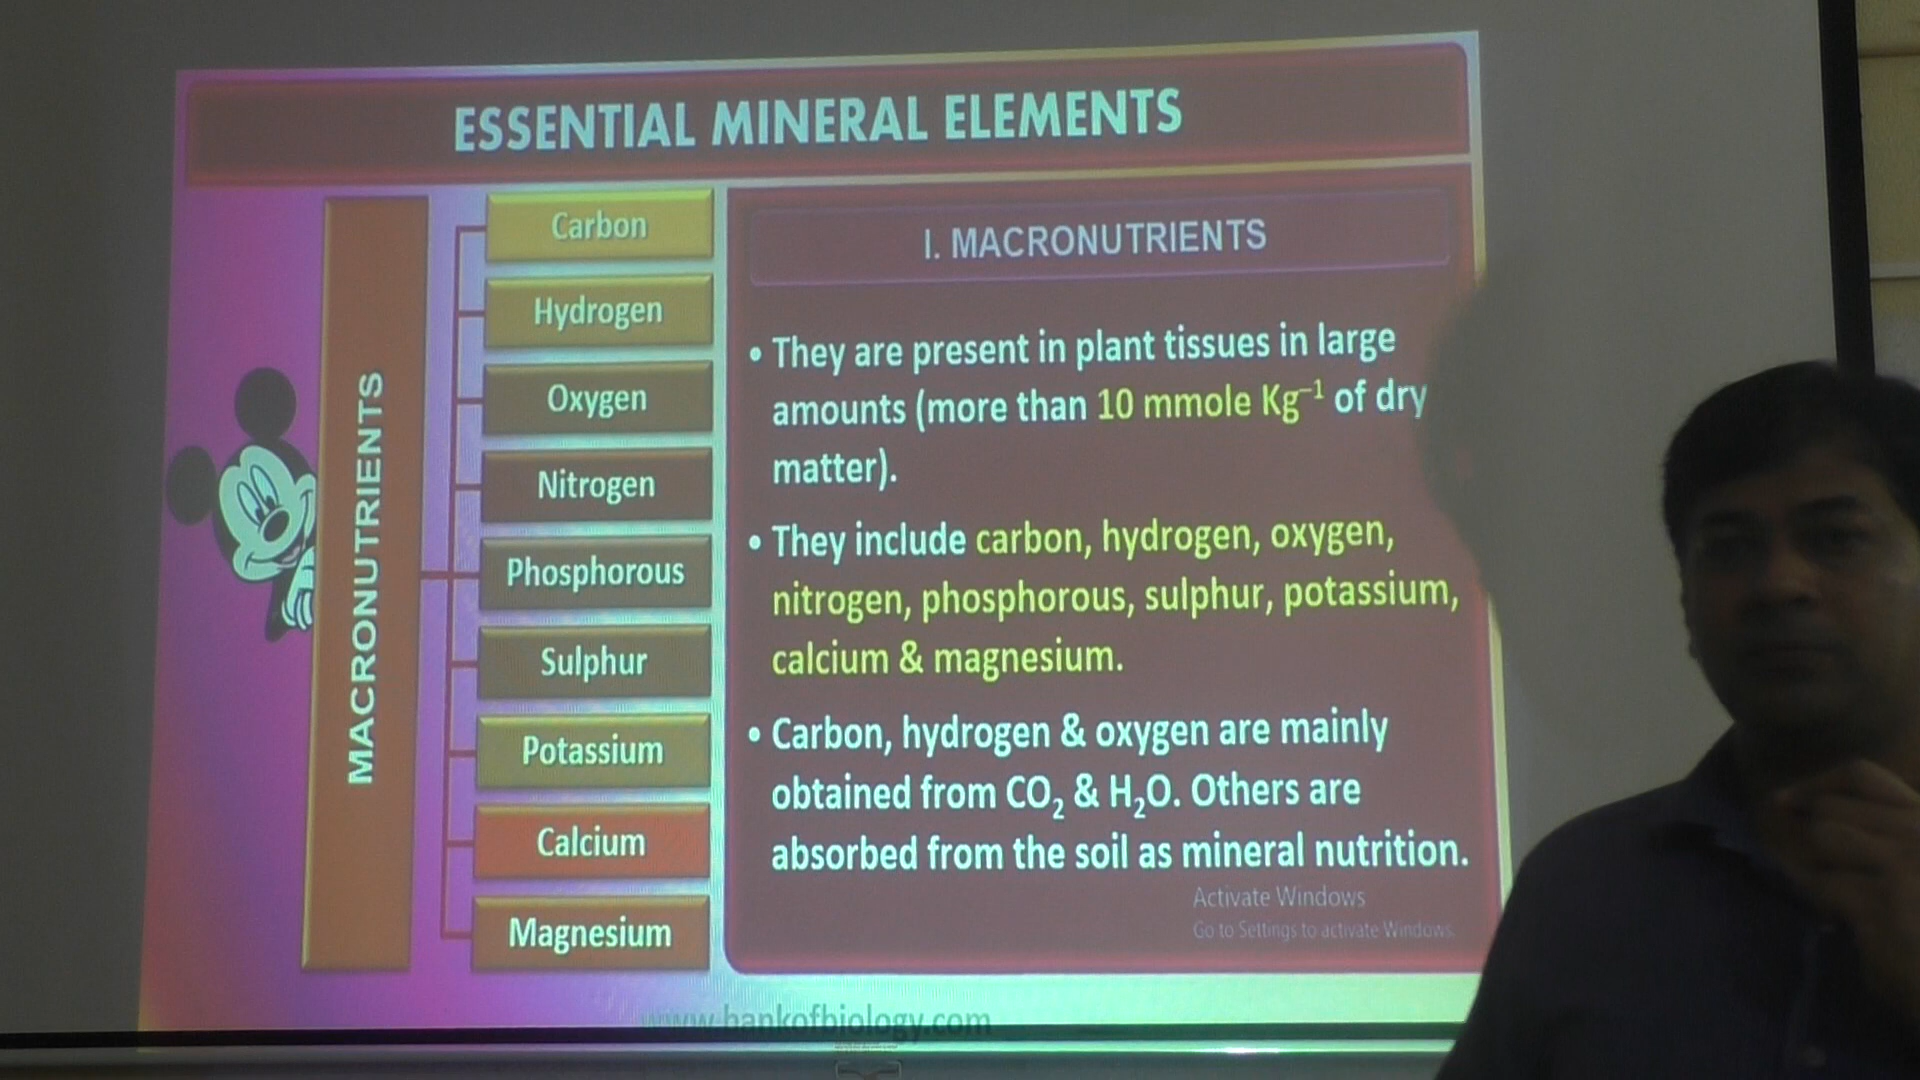 ESSENTIAL MINERAL ELEMENTS
MACRONUTRIENTS
Carbon
Hydrogen
Oxygen
Nitrogen
Phosphorous
Sulphur
Potassium
Calcium
Magnesium
I. MACRONUTRIENTS
• They are present in plant tissues in large
amounts (more than 10 mmole Kg⁻¹ of dry
matter).
• They include carbon, hydrogen, oxygen,
nitrogen, phosphorous, sulphur, potassium,
calcium & magnesium.
• Carbon, hydrogen & oxygen are mainly
obtained from CO₂ & H₂O. Others are
absorbed from the soil as mineral nutrition.
Activate Windows
Go to Settings to activate Windows.
www.bankofbiology.com